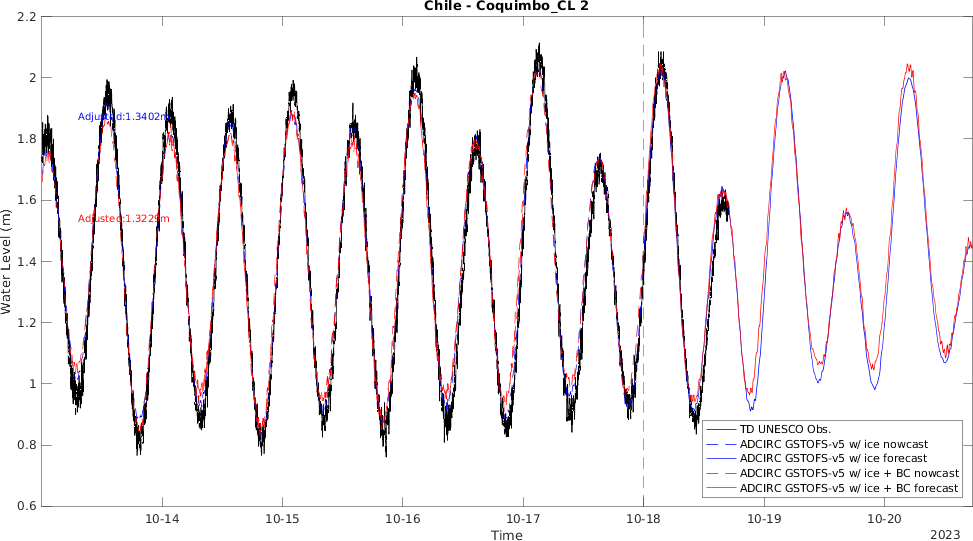 Chile - Coquimbo_CL 2
2.2
2
1.8
1.6
1.4
1.2
1
0.8
0.6
Water Level (m)
Adjusted:1.3402m
Adjusted:1.3229m
TD UNESCO Obs.
ADCIRC GSTOFS-v5 w/ ice nowcast
ADCIRC GSTOFS-v5 w/ ice forecast
ADCIRC GSTOFS-v5 w/ ice + BC nowcast
ADCIRC GSTOFS-v5 w/ ice + BC forecast
10-14 10-15 10-16 10-17 10-18 10-19 10-20
Time
2023